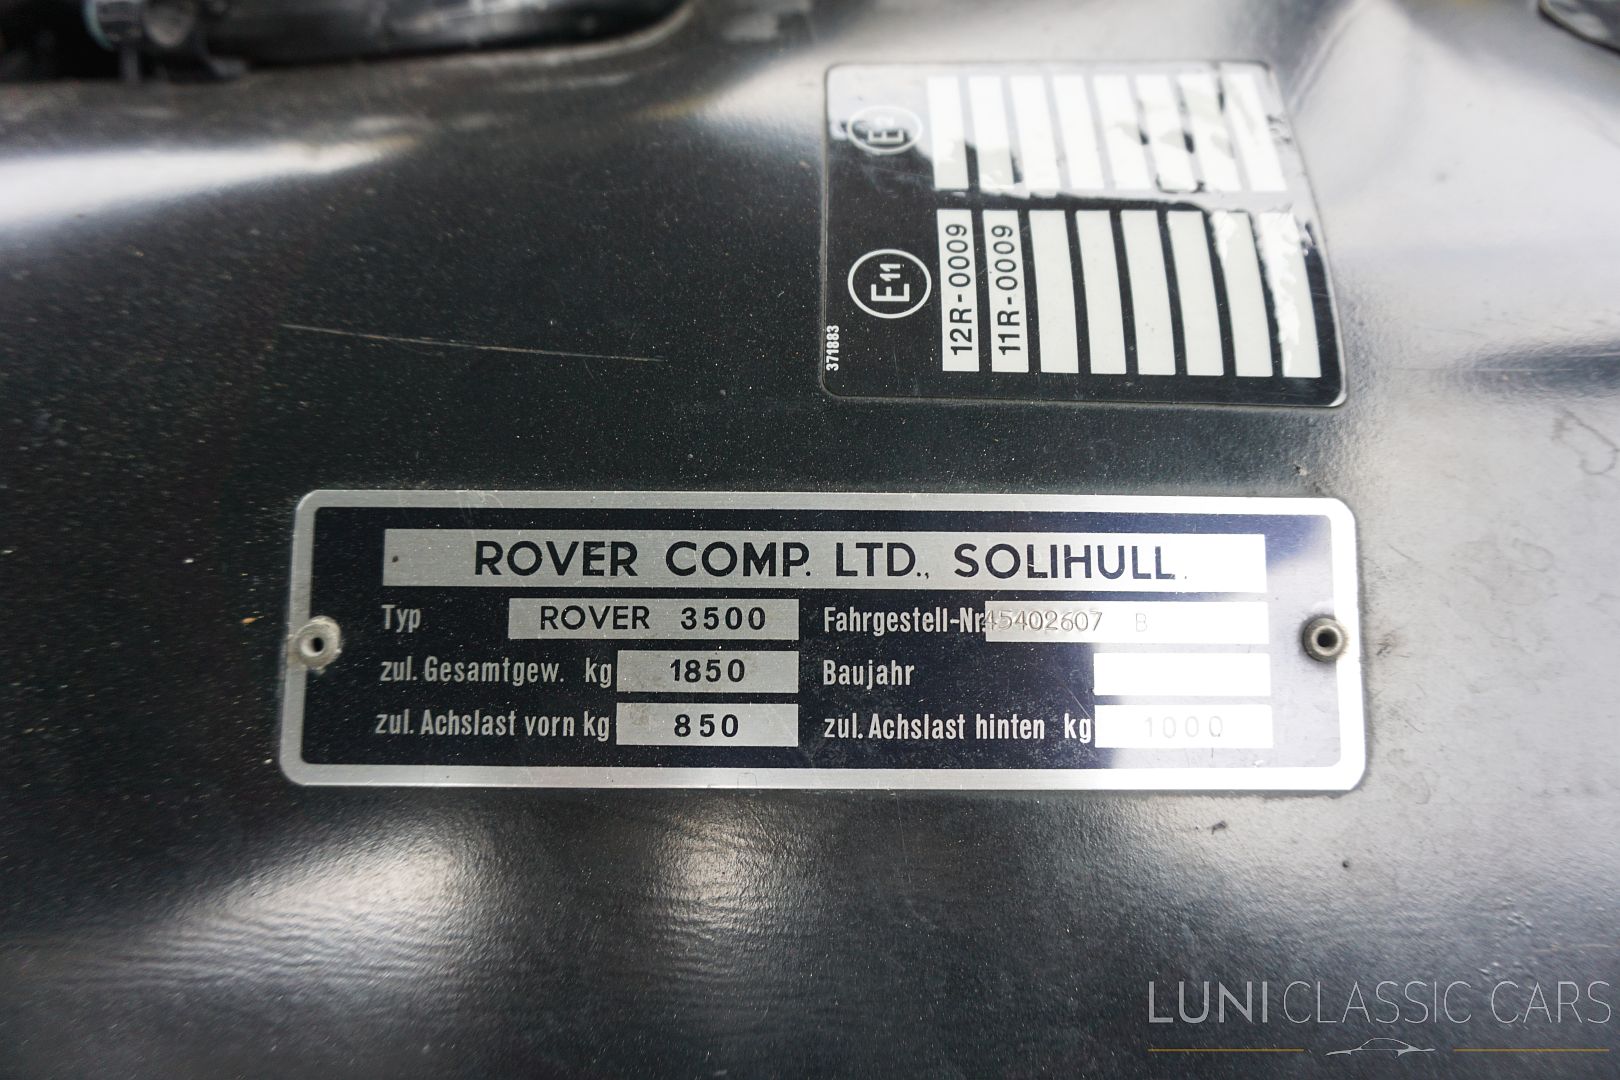 E2
E11
12R-0009
11R-0009
371883
ROVER COMP. LTD., SOLIHULL.
Typ ROVER 3500 Fahrgestell-Nr 45402607 B
zul. Gesamtgew. kg 1850 Baujahr
zul. Achslast vorn kg 850 zul. Achslast hinten kg 1000
LUNI CLASSIC CARS